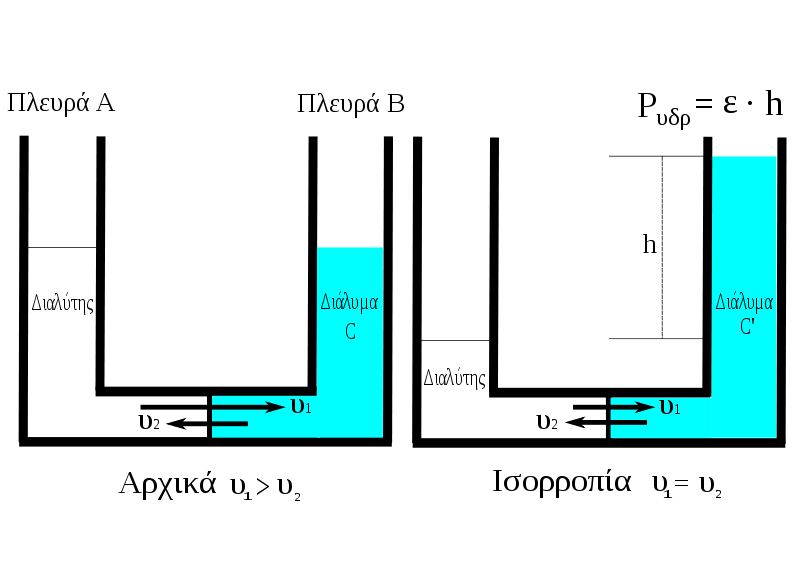 Πλευρά Α
Πλευρά Β
Pυδρ = ε · h
Διαλύτης
Διάλυμα
C
υ1
υ2
Αρχικά υ1 > υ2
h
Διαλύτης
Διάλυμα
C'
υ1
υ2
Ισορροπία υ1 = υ2